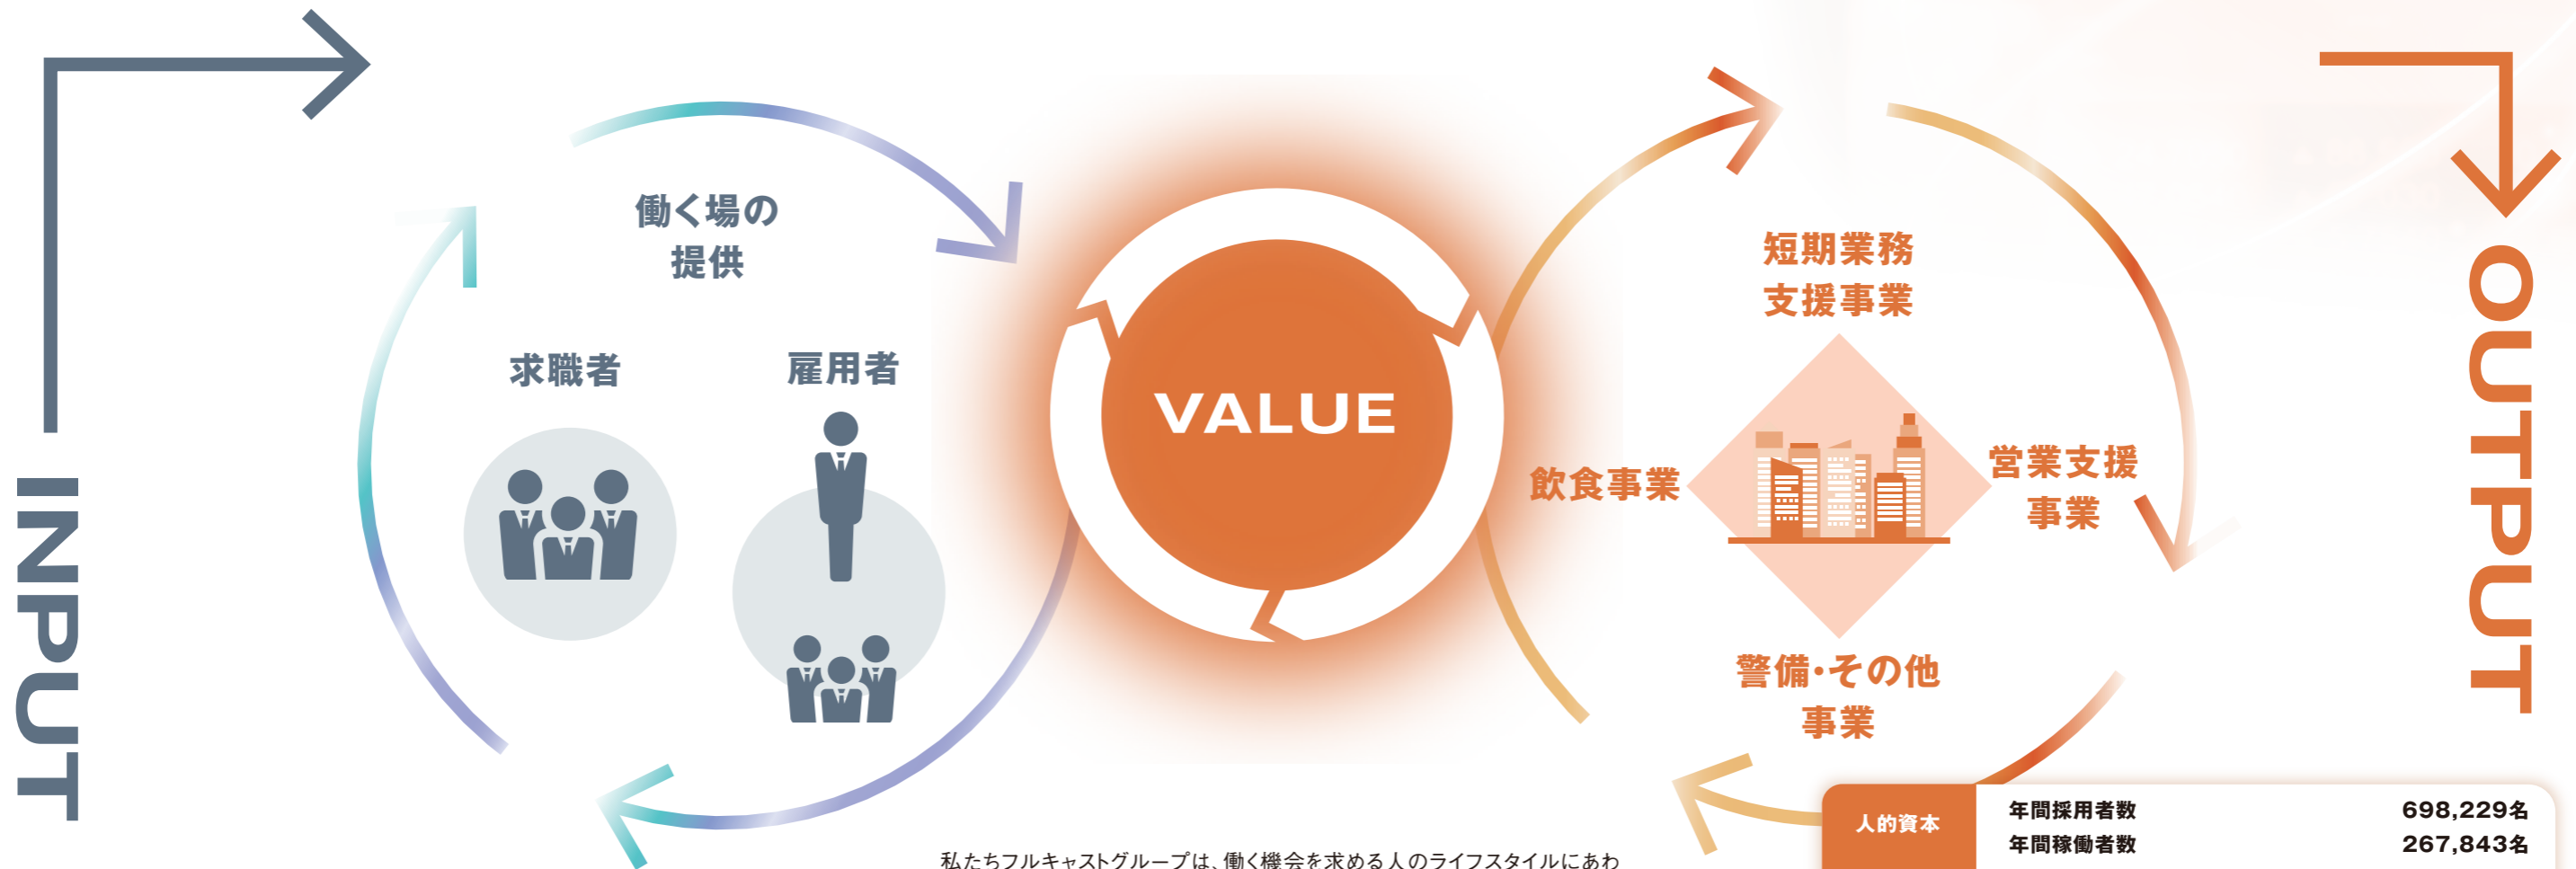 INPUT
働く場の
提供
求職者
雇用者
VALUE
短期業務
支援事業
飲食事業
営業支援
事業
警備・その他
事業
OUTPUT
人的資本
年間採用者数 698,229名
年間稼働者数 267,843名
私たちフルキャストグループは、働く機会を求める人のライフスタイルにあわ